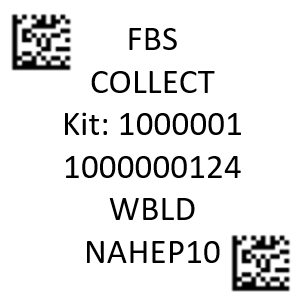 FBS
COLLECT
Kit: 1000001
1000000124
WBLD
NAHEP10